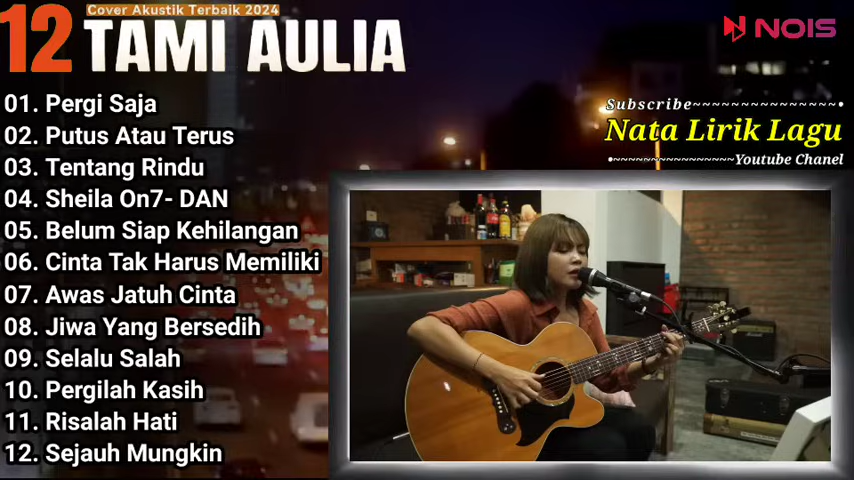 Cover Akustik Terbaik 2024
12 TAMI AULIA
NOIS
01. Pergi Saja
02. Putus Atau Terus
03. Tentang Rindu
04. Sheila On7- DAN
05. Belum Siap Kehilangan
06. Cinta Tak Harus Memiliki
07. Awas Jatuh Cinta
08. Jiwa Yang Bersedih
09. Selalu Salah
10. Pergilah Kasih
11. Risalah Hati
12. Sejauh Mungkin
Subscribe~~~~~~~~~~~~~~~•
Nata Lirik Lagu
•~~~~~~~~~~~~~~~~Youtube Chanel